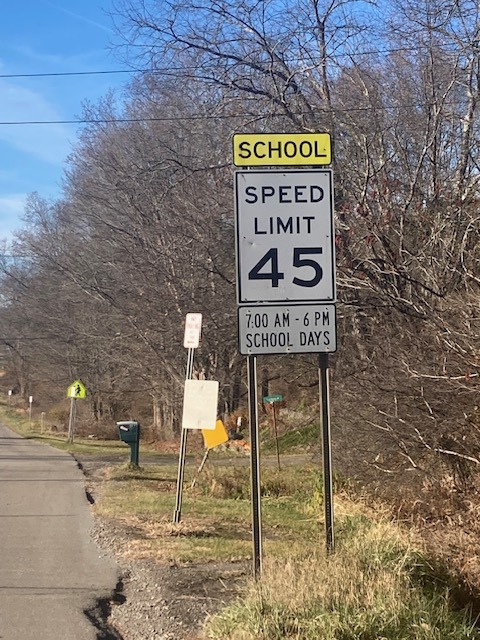 SCHOOL
SPEED
LIMIT
45
7:00 AM - 6 PM
SCHOOL DAYS